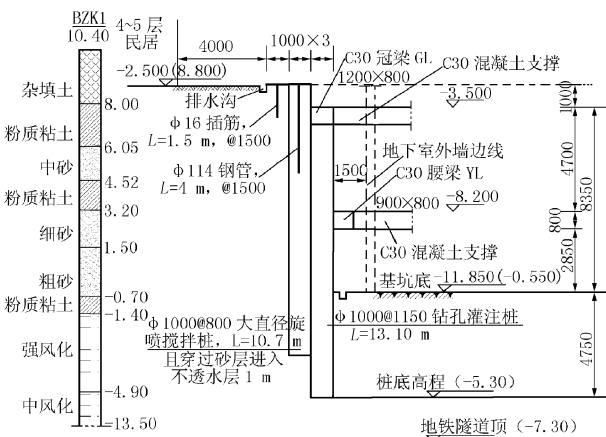 BZK1
10.40
4~5 层
民居
4000
1000×3
C30 冠梁GL
C30 混凝土支撑
-2.500(8.800)
1200×800
-3.500
1000
杂填土
排水沟
8.00
ϕ16 插筋,
L=1.5 m, @1500
粉质粘土
6.05
地下室外墙边线
4700
8350
中砂
ϕ114 钢管,
L=4 m, @1500
1500
C30 腰梁 YL
4.52
粉质粘土
900×800
-8.200
3.20
800
细砂
C30 混凝土支撑
1.50
2850
粗砂
基坑底
-11.850(-0.550)
-0.70
粉质粘土
-1.40
ϕ1000@800 大直径旋
喷搅拌桩, L=10.7 m
且穿过砂层进入
不透水层 1 m
ϕ1000@1150 钻孔灌注桩
L=13.10 m
4750
强风化
-4.90
桩底高程 (-5.30)
中风化
-13.50
地铁隧道顶 (-7.30)